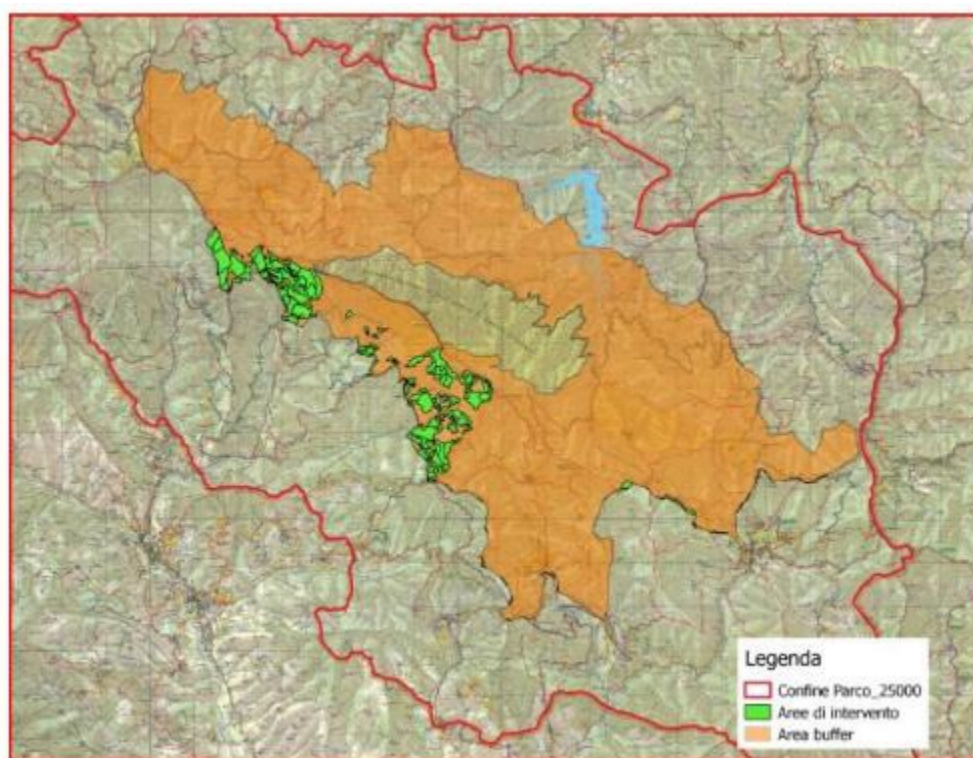 Legenda
Confine Parco_25000
Aree di intervento
Area buffer